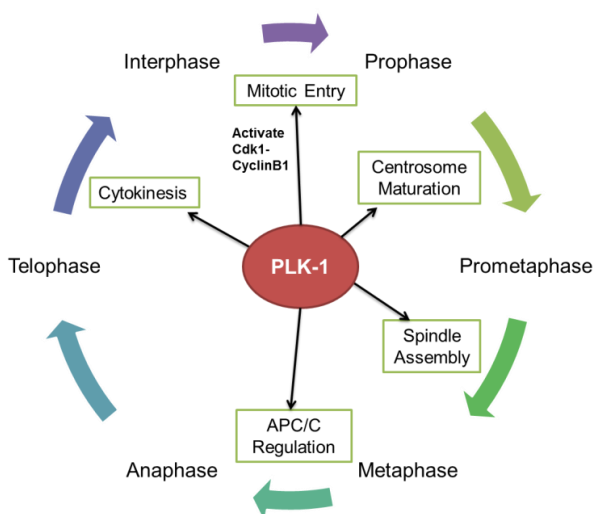 Interphase
Prophase
Mitotic Entry
Activate
Cdk1-
CyclinB1
Centrosome
Maturation
Cytokinesis
Telophase
PLK-1
Prometaphase
Spindle
Assembly
APC/C
Regulation
Anaphase
Metaphase